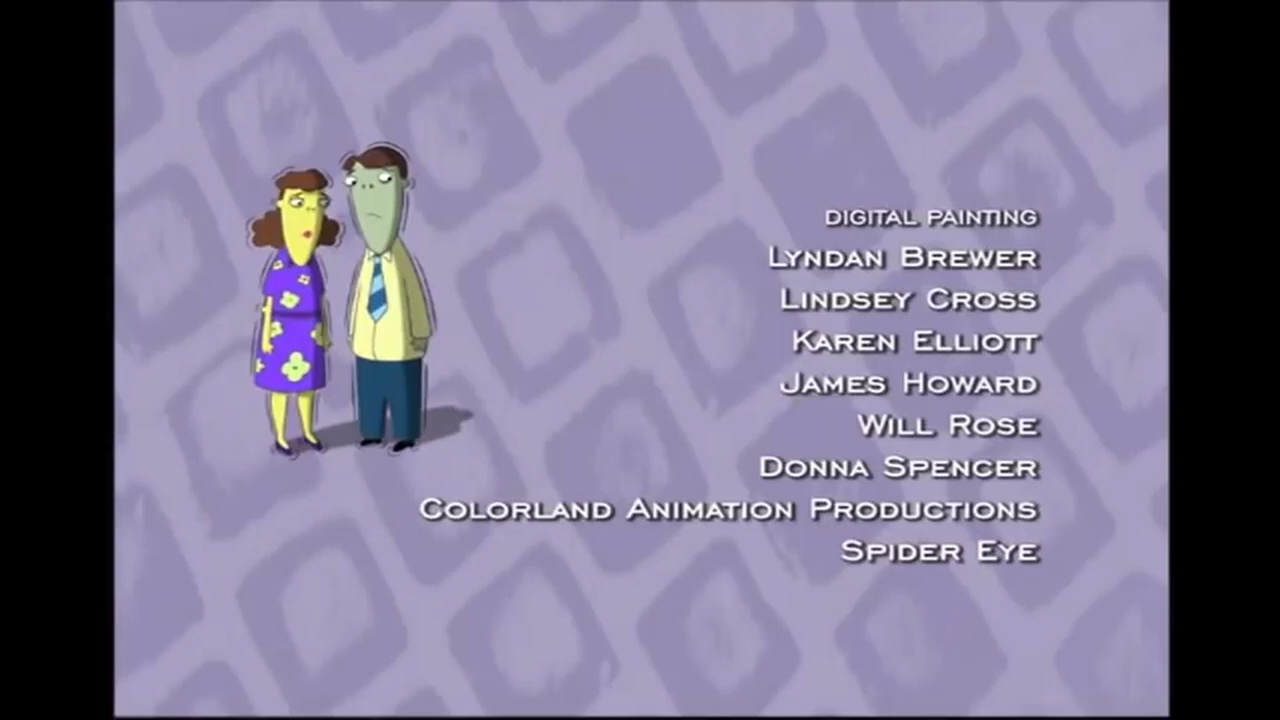 DIGITAL PAINTING
LYNDAN BREWER
LINDSEY CROSS
KAREN ELLIOTT
JAMES HOWARD
WILL ROSE
DONNA SPENCER
COLORLAND ANIMATION PRODUCTIONS
SPIDER EYE